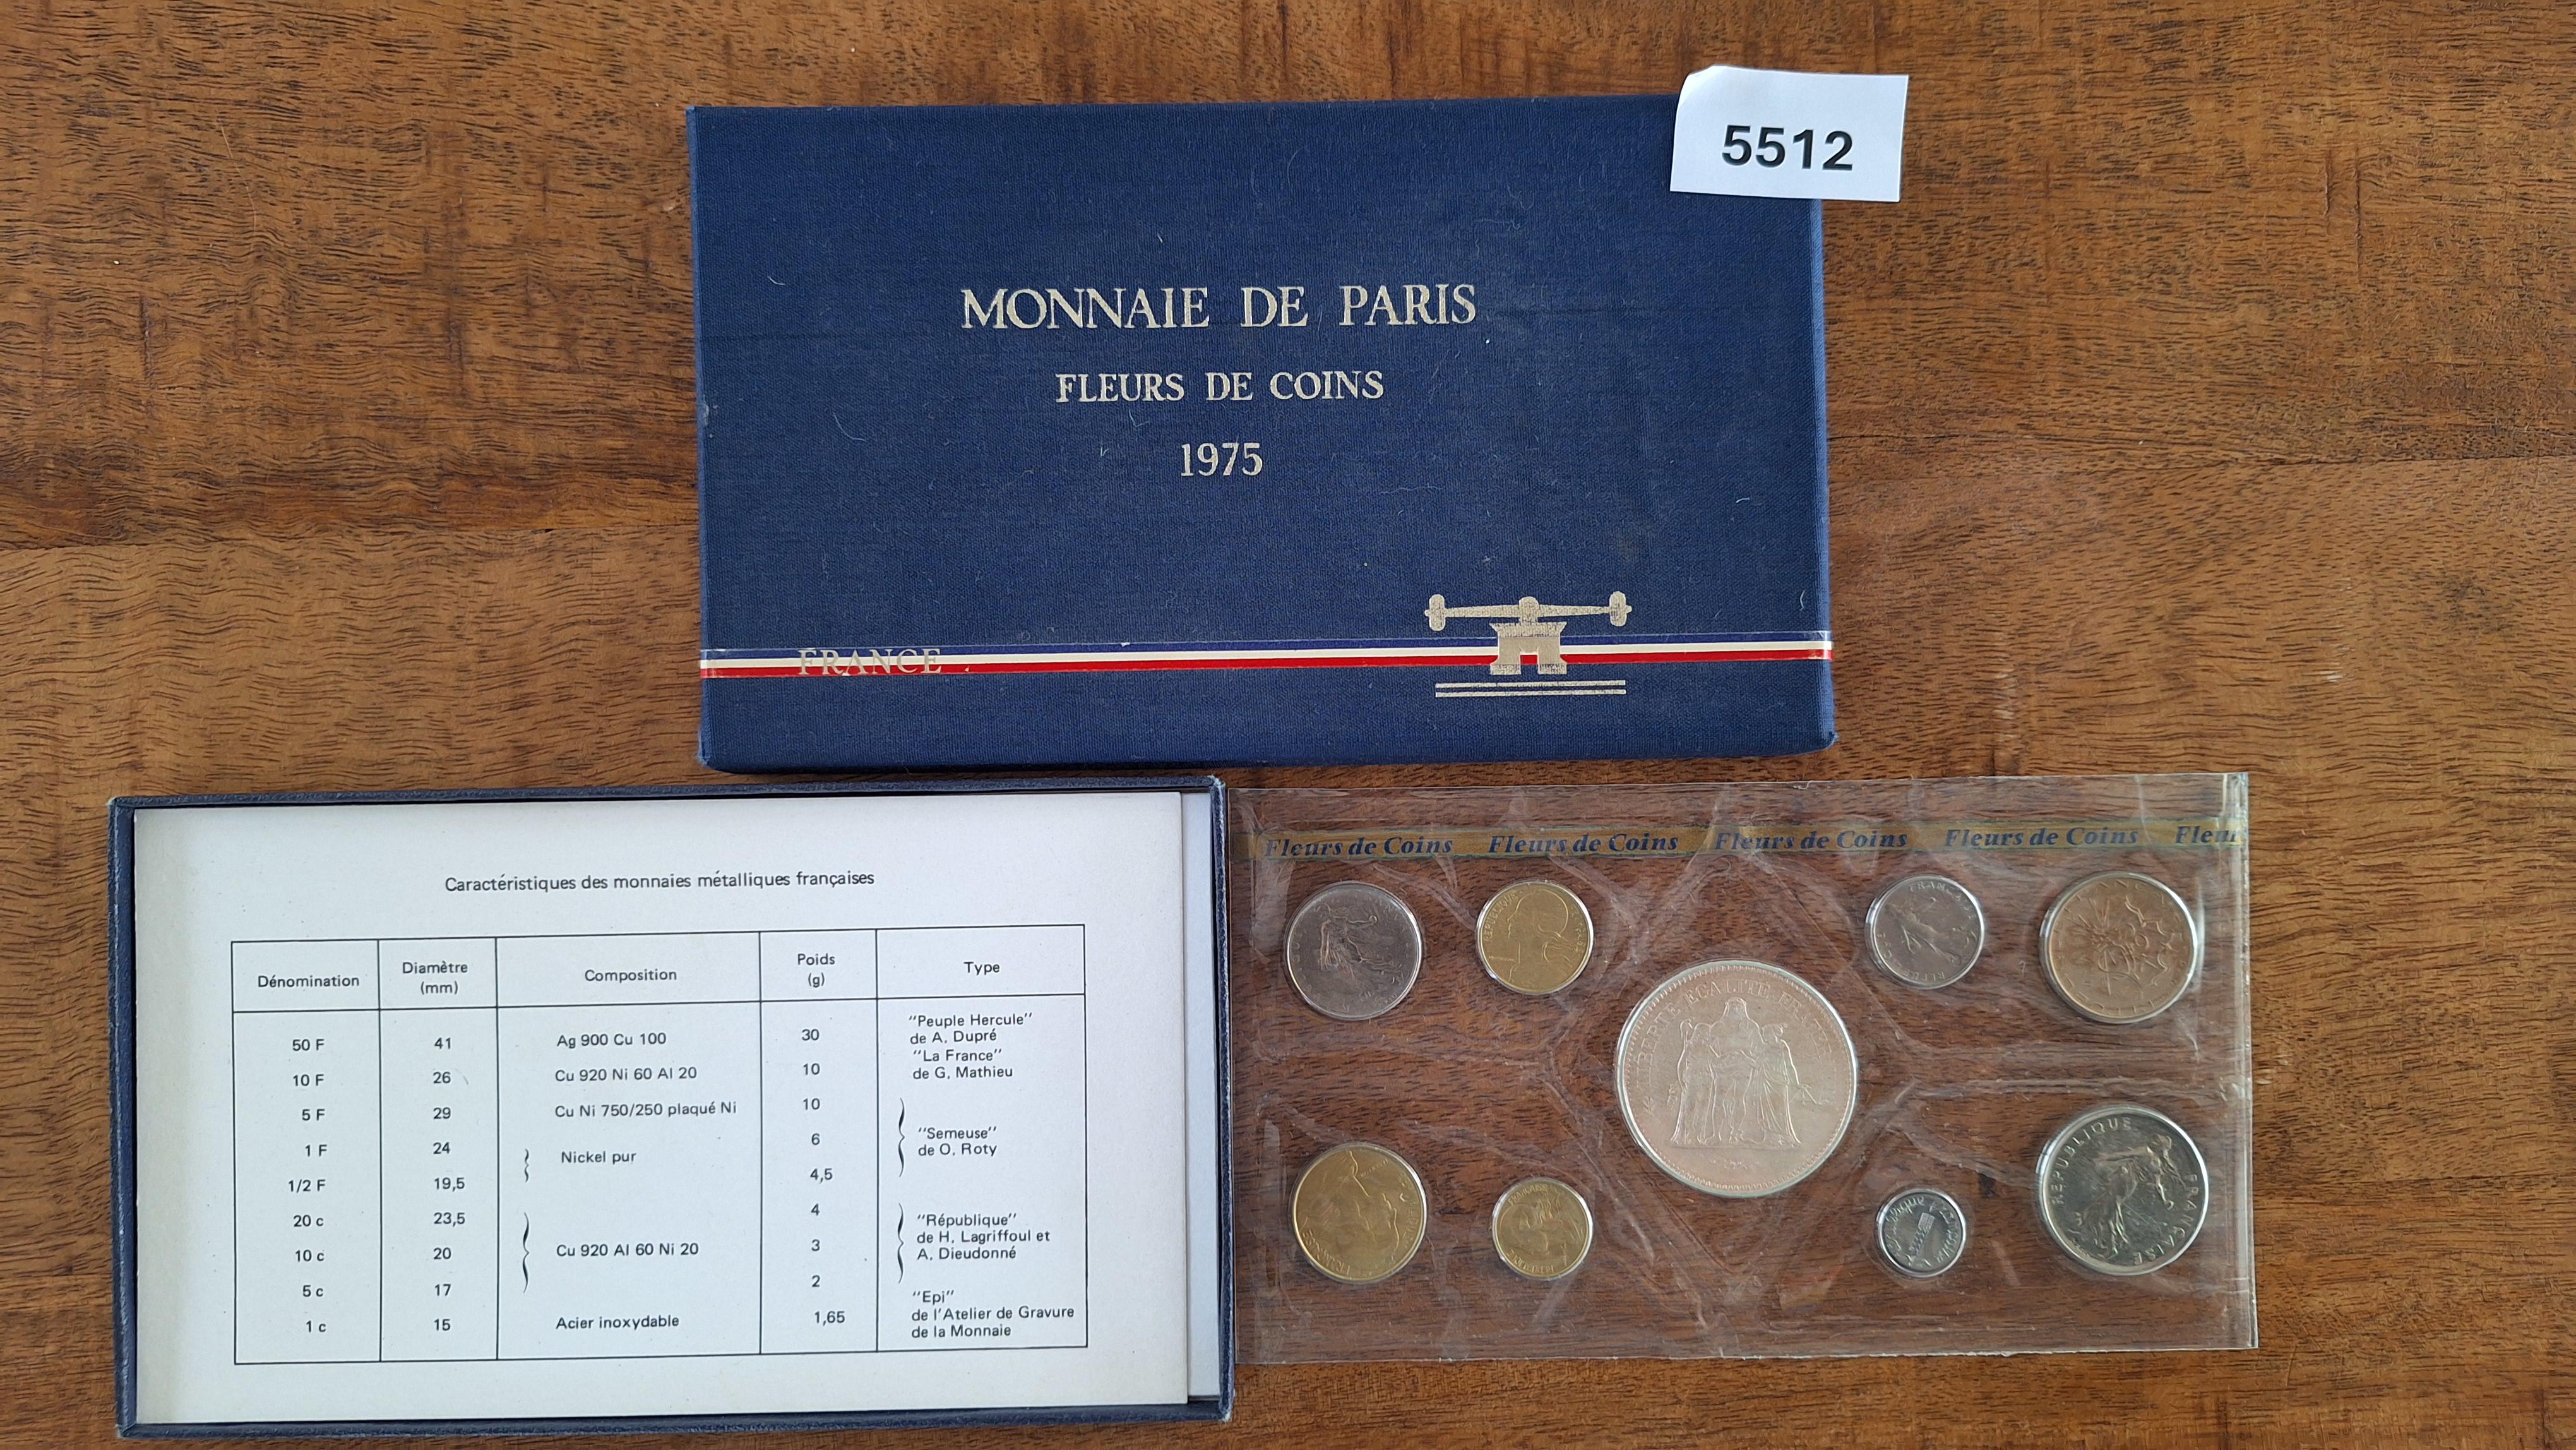 5512
MONNAIE DE PARIS
FLEURS DE COINS
1975
FRANCE
Caractéristiques des monnaies métalliques françaises
Dénomination Diamètre (mm) Composition Poids (g) Type
50 F 41 Ag 900 Cu 100 30 "Peuple Hercule" de A. Dupré
10 F 26 Cu 920 Ni 60 Al 20 10 "La France" de G. Mathieu
5 F 29 Cu Ni 750/250 plaqué Ni 10
1 F 24 Nickel pur 6 "Semeuse" de O. Roty
1/2 F 19,5 4,5
20 c 23,5 4 "République"
10 c 20 Cu 920 Al 60 Ni 20 3 de H. Lagriffoul et A. Dieudonné
5 c 17 2
1 c 15 Acier inoxydable 1,65 "Epi" de l'Atelier de Gravure de la Monnaie
Fleurs de Coins Fleurs de Coins Fleurs de Coins Fleurs de Coins Fleur
REPUBLIQUE
LIBERTE EGALITE
REPUBLIQUE FRANÇAISE